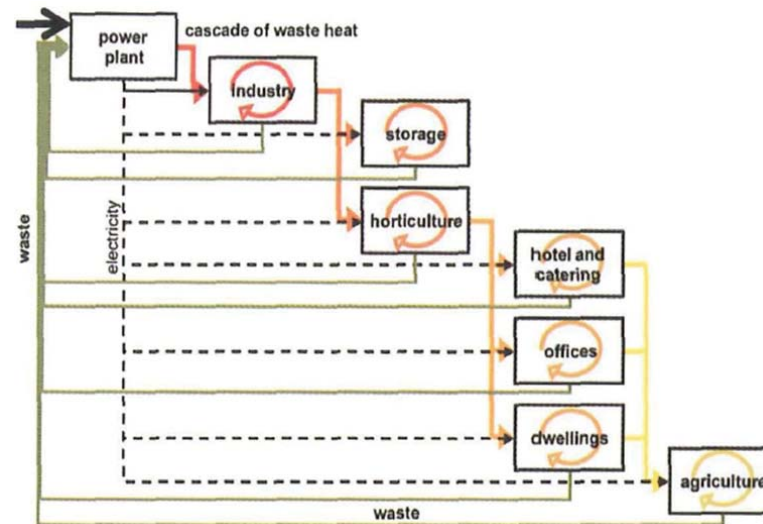 cascade of waste heat
power
plant
industry
storage
horticulture
hotel and
catering
offices
dwellings
agriculture
electricity
waste
waste